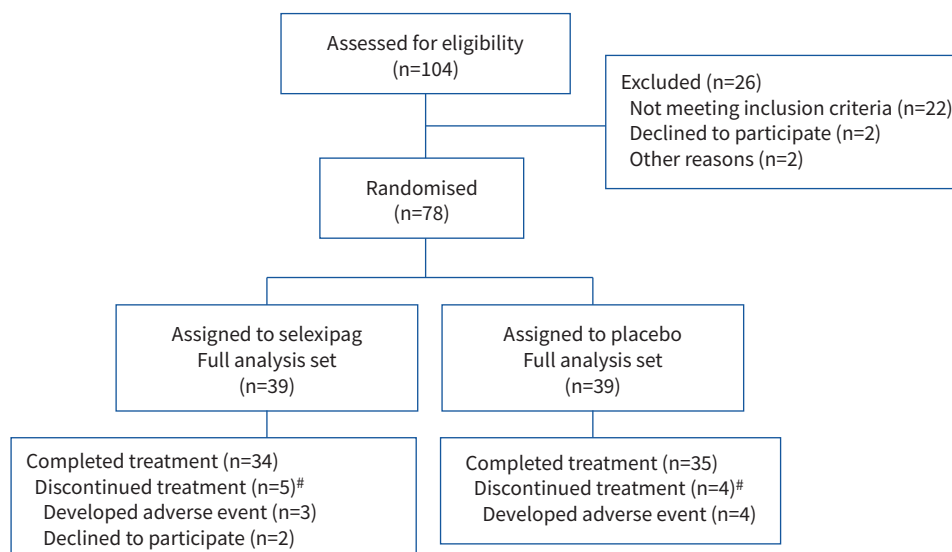 Assessed for eligibility
(n=104)
Excluded (n=26)
Not meeting inclusion criteria (n=22)
Declined to participate (n=2)
Other reasons (n=2)
Randomised
(n=78)
Assigned to selexipag
Full analysis set
(n=39)
Assigned to placebo
Full analysis set
(n=39)
Completed treatment (n=34)
Discontinued treatment (n=5)#
Developed adverse event (n=3)
Declined to participate (n=2)
Completed treatment (n=35)
Discontinued treatment (n=4)#
Developed adverse event (n=4)